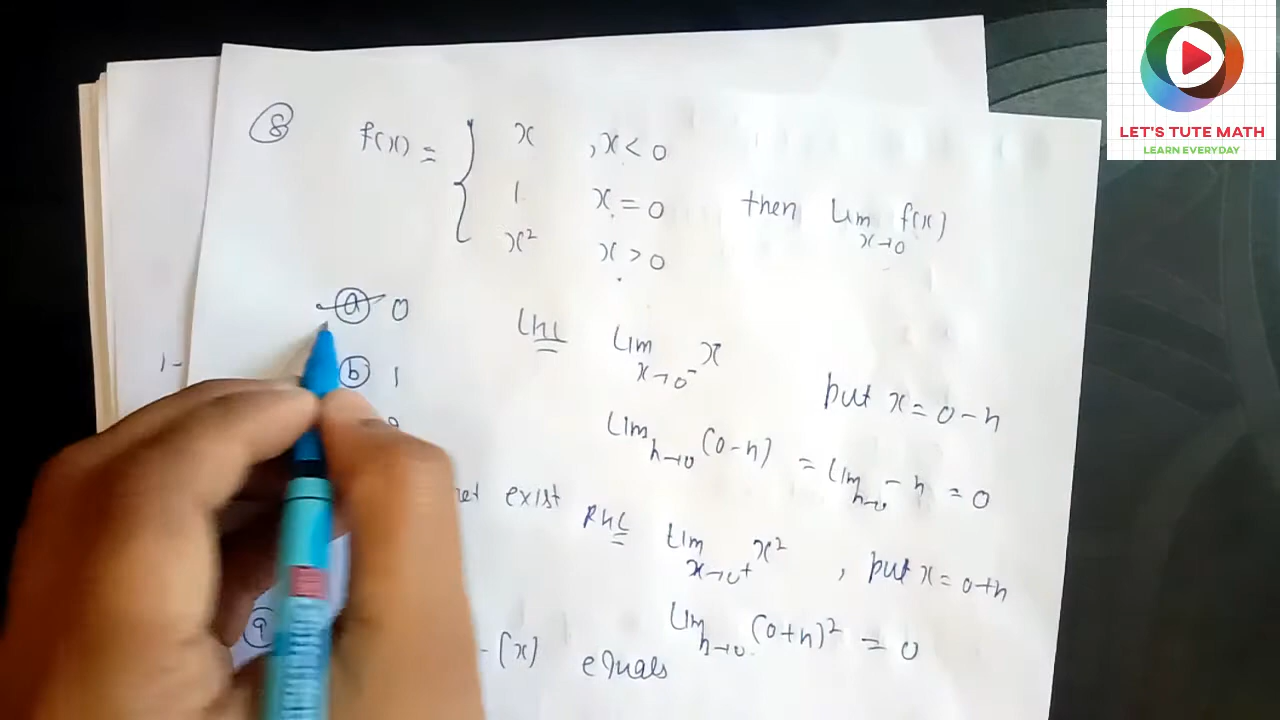 LET'S TUTE MATH
LEARN EVERYDAY
⑧ f(x) = { x , x < 0
1 x = 0 then Lim x→0 f(x)
x² x > 0
ⓐ 0
ⓑ 1
exist
LHL Lim x→0⁻ x
put x = 0 - h
Lim h→0 (0-h) = Lim h→0 - h = 0
RHL Lim x→0⁺ x² , put x = 0+h
Lim h→0 (0+h)² = 0
⑨ - [x] equals
1 -